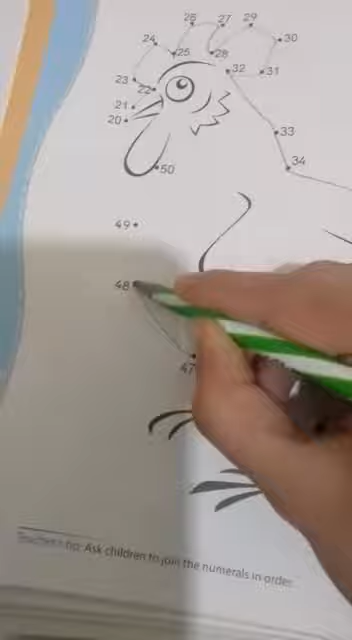 26 27 29
24 25 28 30
23 22 32 31
21
20 33
50 34
49
48
47
Teacher's tip: Ask children to join the numerals in order.